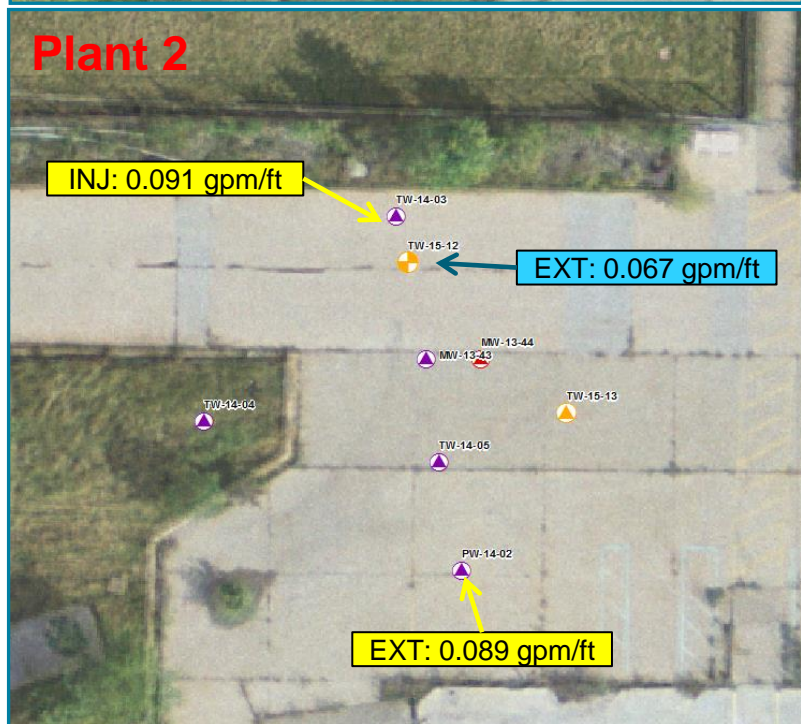 Plant 2
INJ: 0.091 gpm/ft
TW-14-03
TW-15-12
EXT: 0.067 gpm/ft
MW-13-44
MW-13-43
TW-14-04
TW-15-13
TW-14-05
PW-14-02
EXT: 0.089 gpm/ft